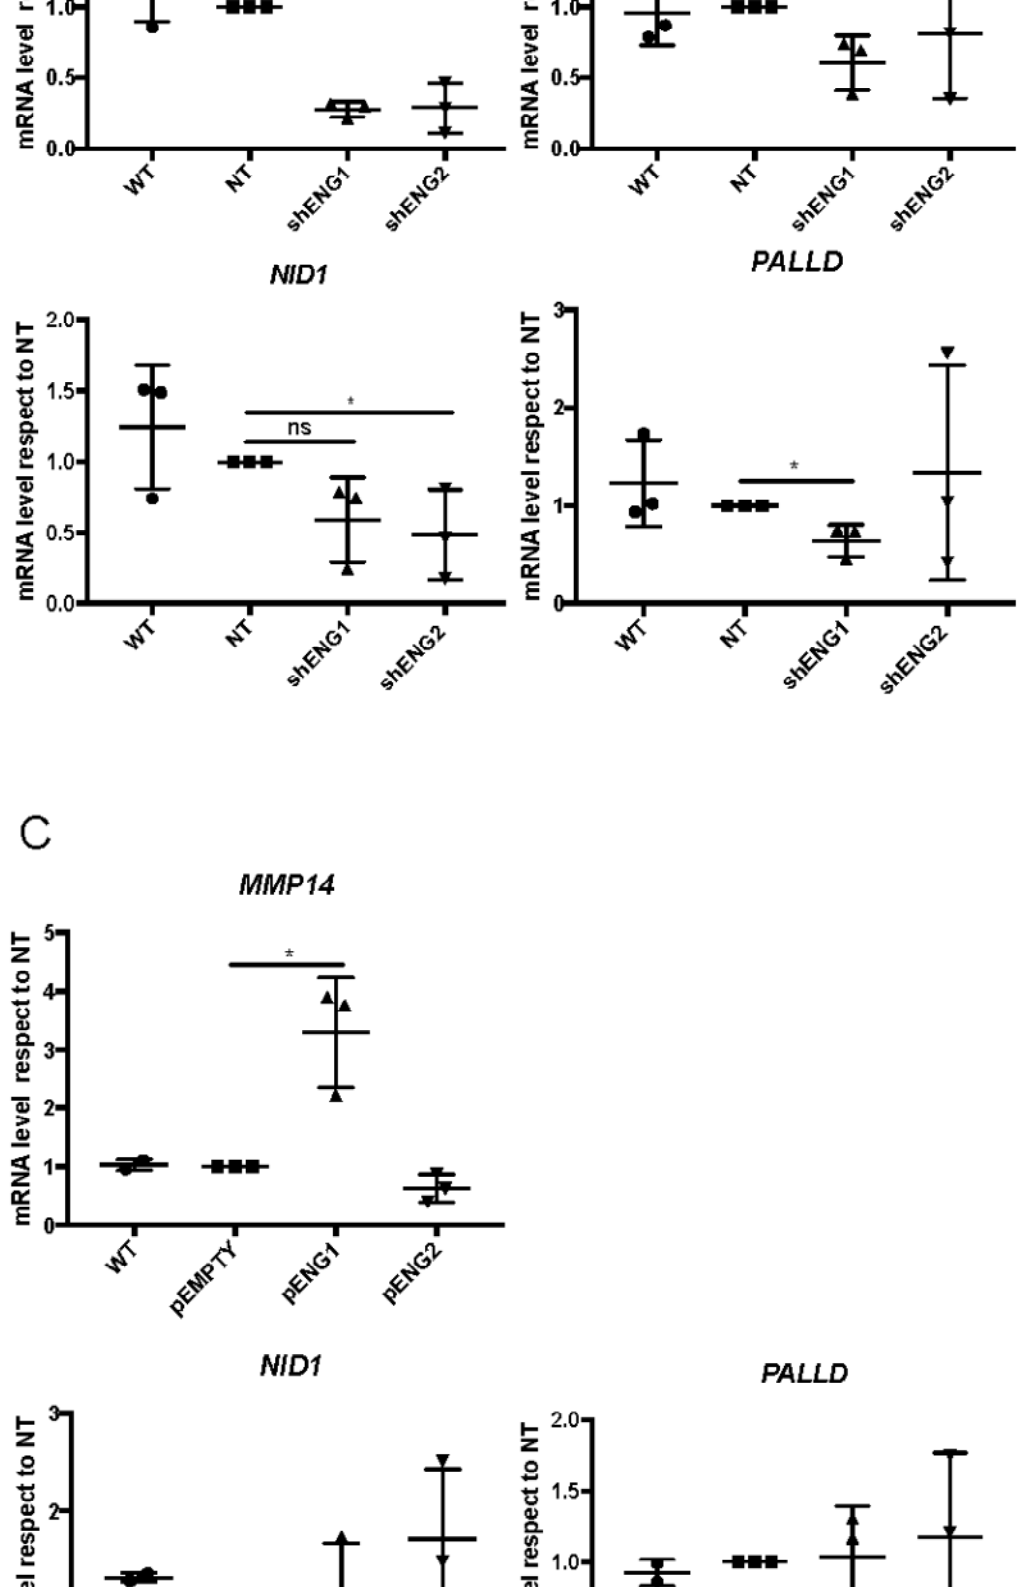 mRNA level r
1.0
0.5
0.0
WT
NT
shENG1
shENG2
mRNA level r
1.0
0.5
0.0
WT
NT
shENG1
shENG2
NID1
mRNA level respect to NT
2.0
1.5
1.0
0.5
0.0
*
ns
WT
NT
shENG1
shENG2
PALLD
mRNA level respect to NT
3
2
1
0
*
WT
NT
shENG1
shENG2
C
MMP14
mRNA level respect to NT
5
4
3
2
1
0
*
WT
pEMPTY
pENG1
pENG2
NID1
el respect to NT
3
2
PALLD
el respect to NT
2.0
1.5
1.0